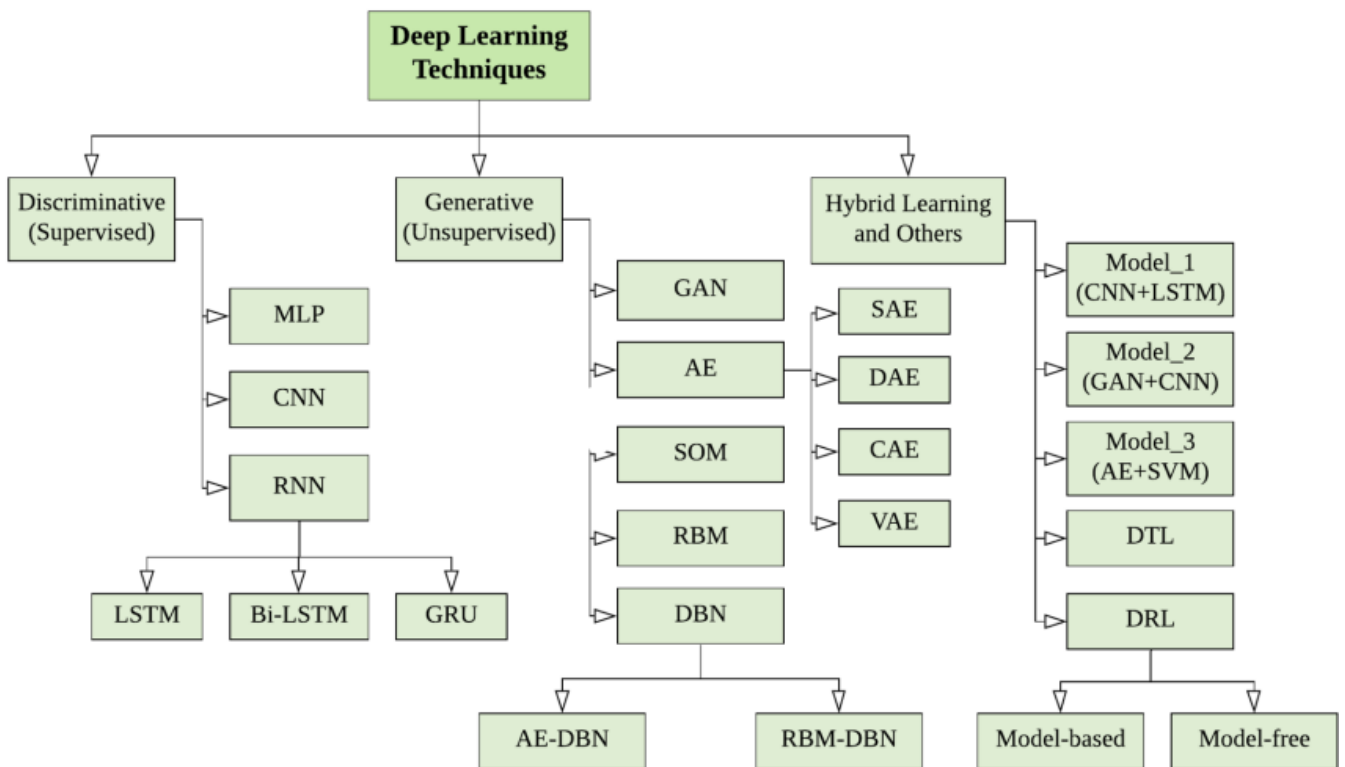 Deep Learning
Techniques
Discriminative
(Supervised)
Generative
(Unsupervised)
Hybrid Learning
and Others
MLP
CNN
RNN
LSTM
Bi-LSTM
GRU
GAN
AE
SOM
RBM
DBN
SAE
DAE
CAE
VAE
AE-DBN
RBM-DBN
Model_1
(CNN+LSTM)
Model_2
(GAN+CNN)
Model_3
(AE+SVM)
DTL
DRL
Model-based
Model-free